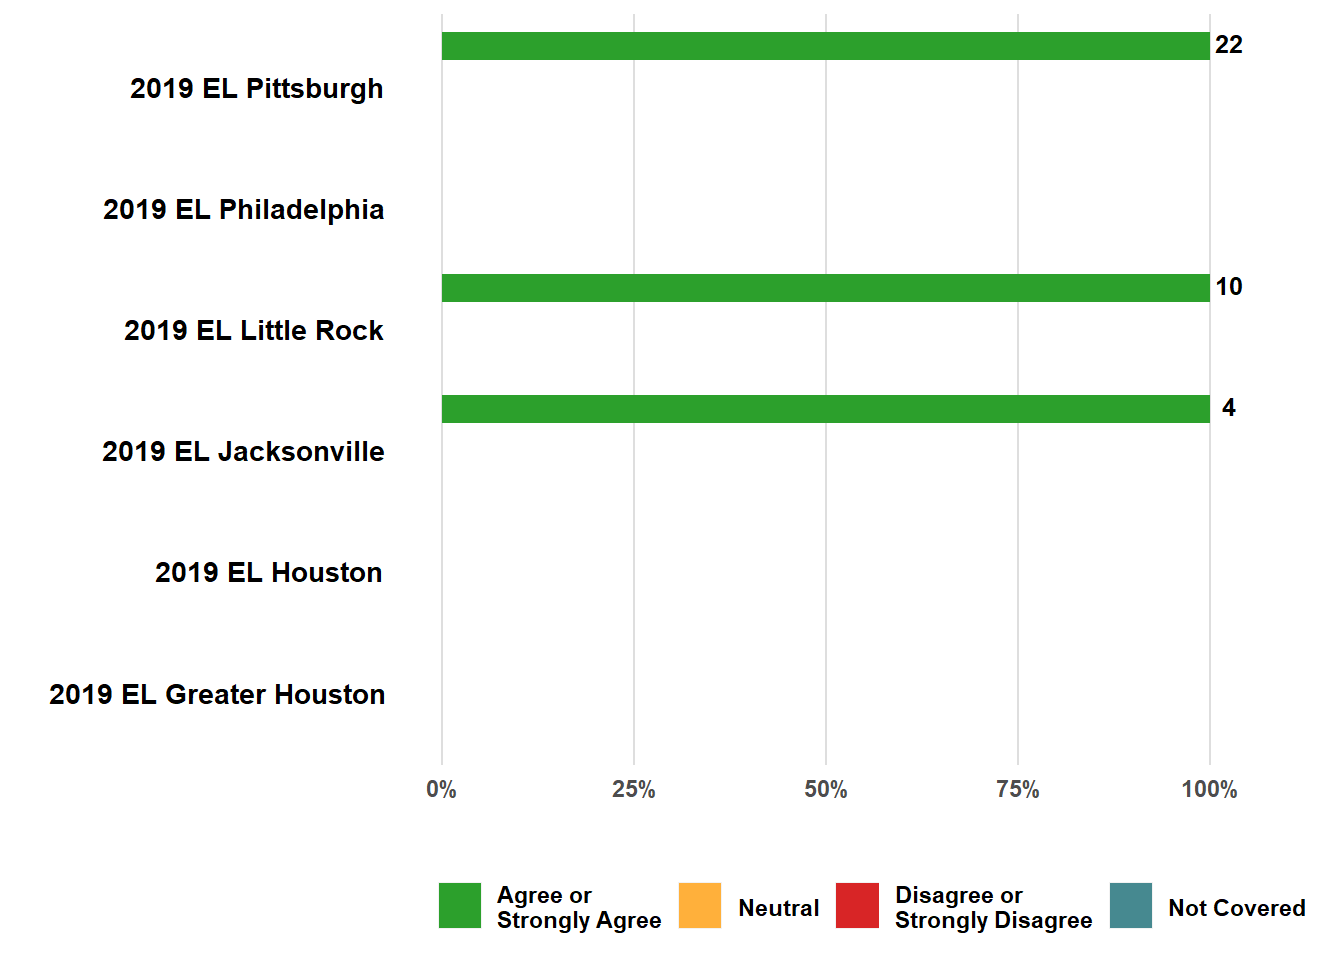 22
2019 EL Pittsburgh
2019 EL Philadelphia
10
2019 EL Little Rock
4
2019 EL Jacksonville
2019 EL Houston
2019 EL Greater Houston
0% 25% 50% 75% 100%
Agree or
Strongly Agree
Neutral
Disagree or
Strongly Disagree
Not Covered